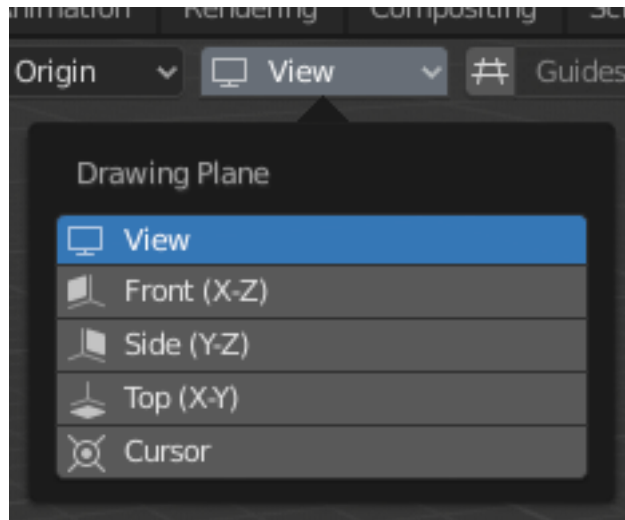 Rendering
Origin View Guides
Drawing Plane
View
Front (X-Z)
Side (Y-Z)
Top (X-Y)
Cursor